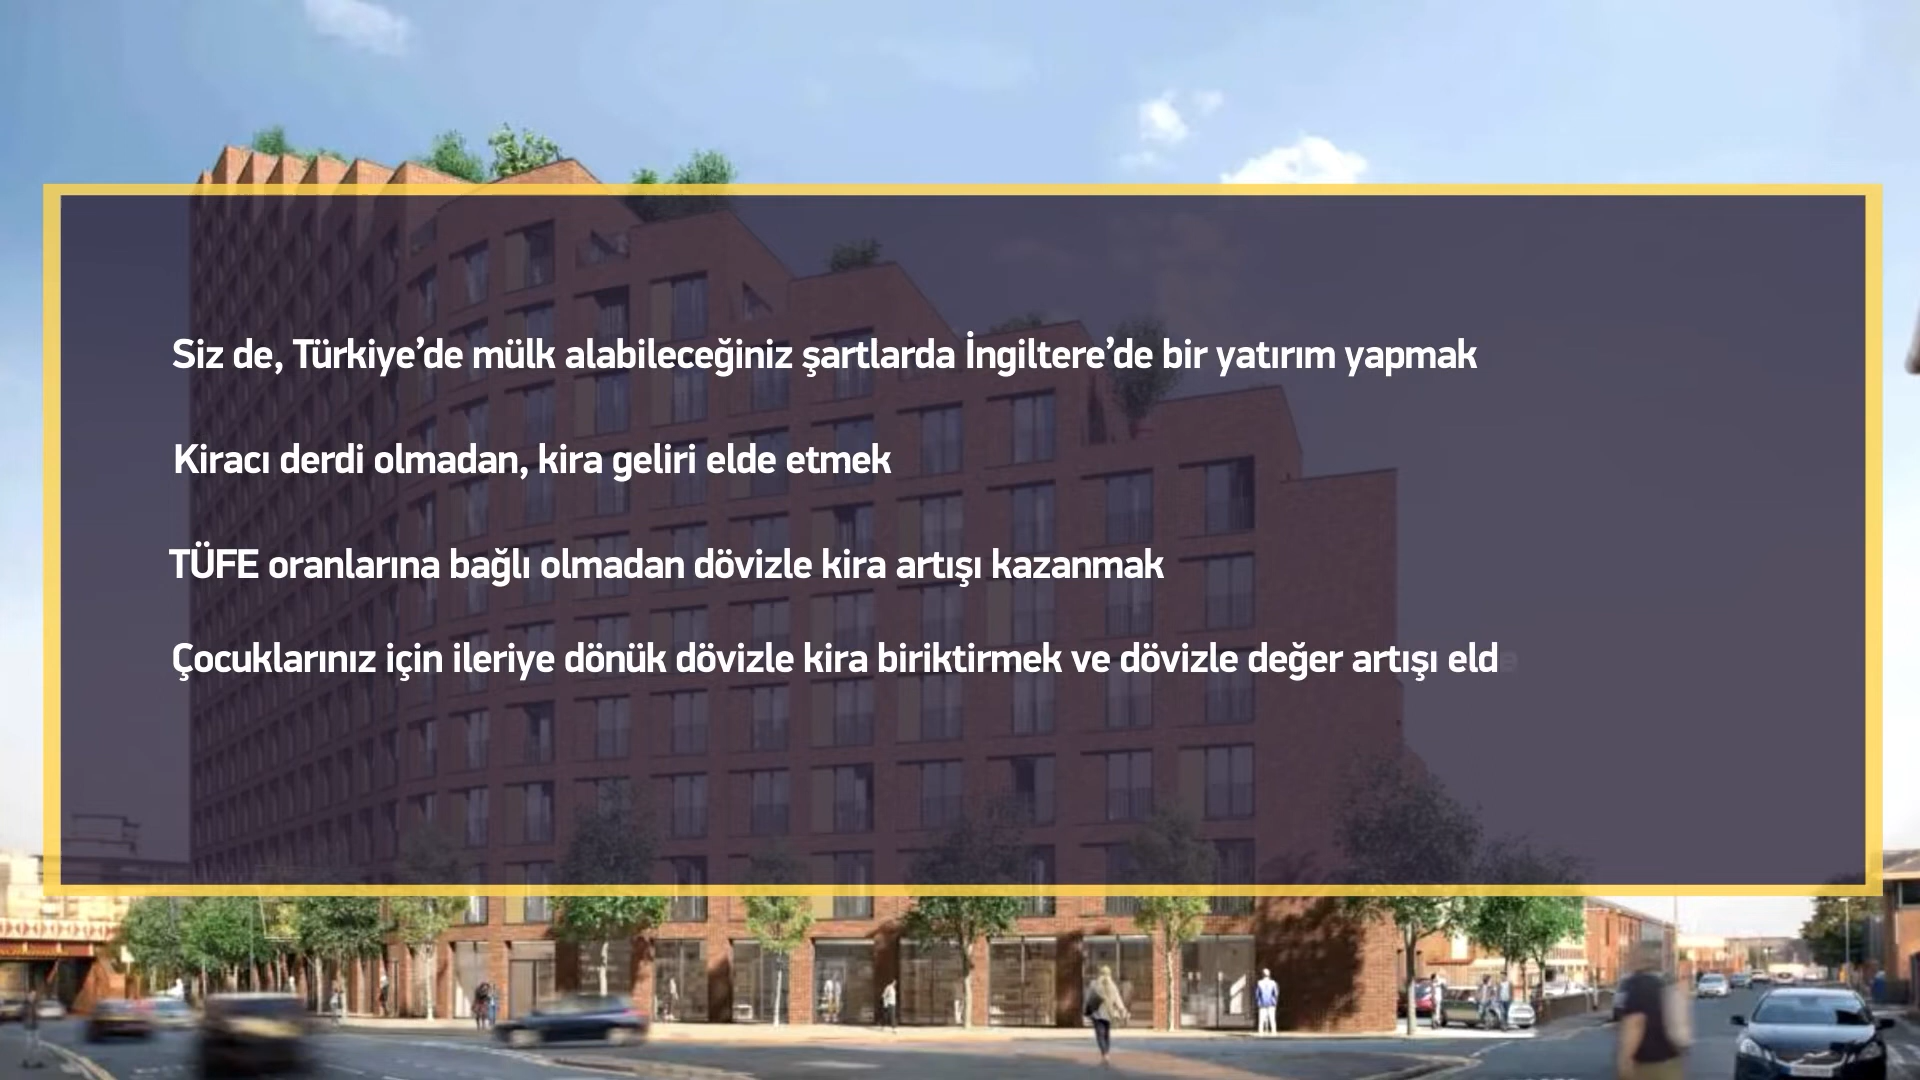 Siz de, Türkiye’de mülk alabileceğiniz şartlarda İngiltere’de bir yatırım yapmak
Kiracı derdi olmadan, kira geliri elde etmek
TÜFE oranlarına bağlı olmadan dövizle kira artışı kazanmak
Çocuklarınız için ileriye dönük dövizle kira biriktirmek ve dövizle değer artışı elde